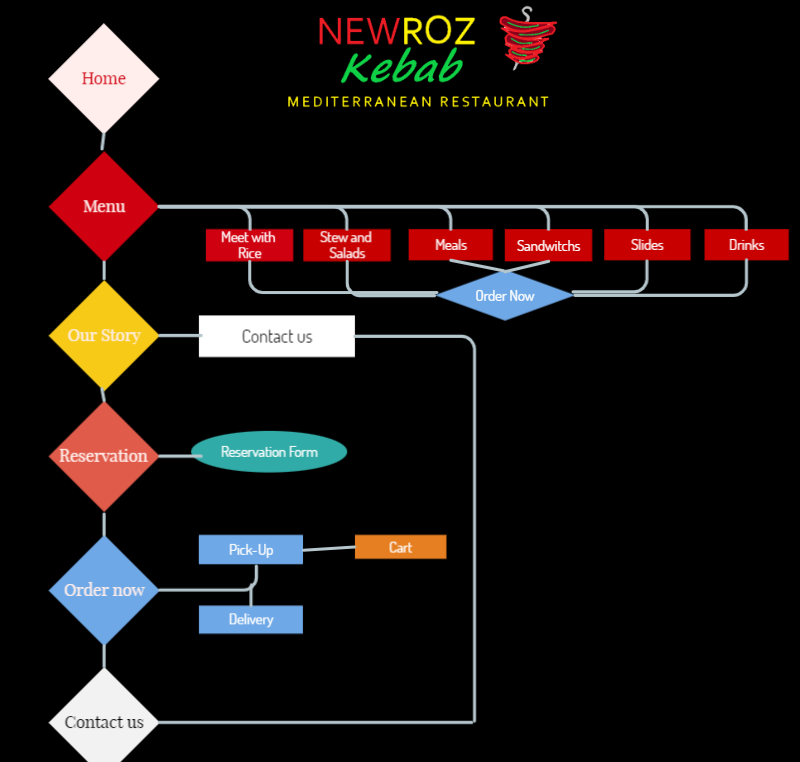 NEWROZ
Kebab
MEDITERRANEAN RESTAURANT
Home
Menu
Meet with
Rice
Stew and
Salads
Meals
Sandwitchs
Slides
Drinks
Order Now
Our Story
Contact us
Reservation
Reservation Form
Order now
Pick-Up
Cart
Delivery
Contact us